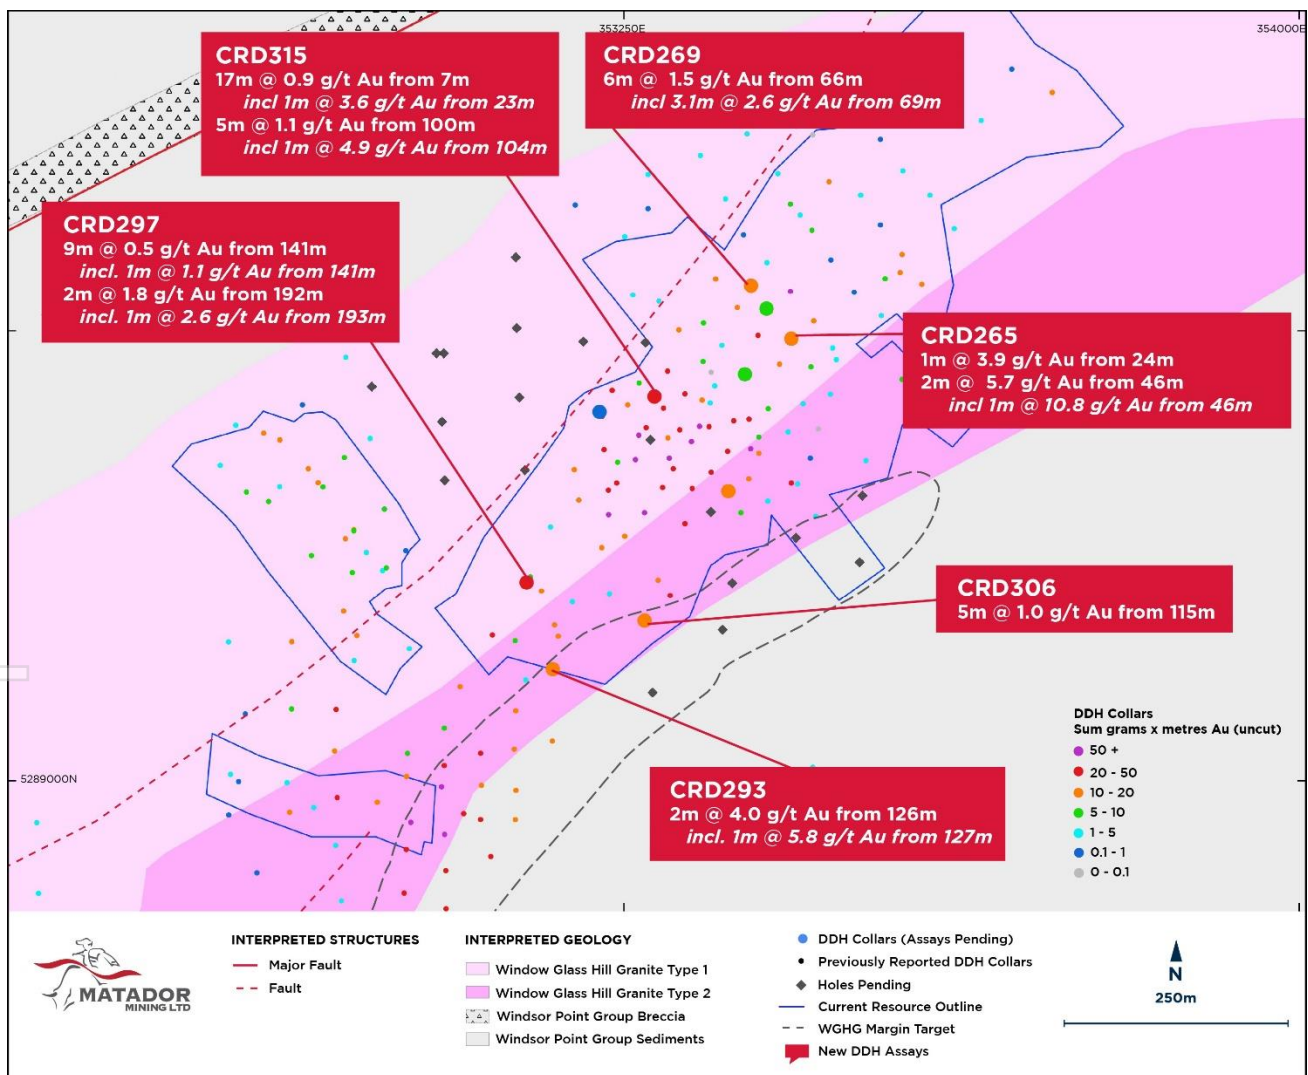 353250E
354000E
CRD315
17m @ 0.9 g/t Au from 7m
incl 1m @ 3.6 g/t Au from 23m
5m @ 1.1 g/t Au from 100m
incl 1m @ 4.9 g/t Au from 104m
CRD269
6m @ 1.5 g/t Au from 66m
incl 3.1m @ 2.6 g/t Au from 69m
CRD297
9m @ 0.5 g/t Au from 141m
incl. 1m @ 1.1 g/t Au from 141m
2m @ 1.8 g/t Au from 192m
incl. 1m @ 2.6 g/t Au from 193m
CRD265
1m @ 3.9 g/t Au from 24m
2m @ 5.7 g/t Au from 46m
incl 1m @ 10.8 g/t Au from 46m
CRD306
5m @ 1.0 g/t Au from 115m
CRD293
2m @ 4.0 g/t Au from 126m
incl. 1m @ 5.8 g/t Au from 127m
5289000N
DDH Collars
Sum grams x metres Au (uncut)
50 +
20 - 50
10 - 20
5 - 10
1 - 5
0.1 - 1
0 - 0.1
MATADOR
MINING LTD
INTERPRETED STRUCTURES
Major Fault
Fault
INTERPRETED GEOLOGY
Window Glass Hill Granite Type 1
Window Glass Hill Granite Type 2
Windsor Point Group Breccia
Windsor Point Group Sediments
DDH Collars (Assays Pending)
Previously Reported DDH Collars
Holes Pending
Current Resource Outline
WGHG Margin Target
New DDH Assays
N
250m